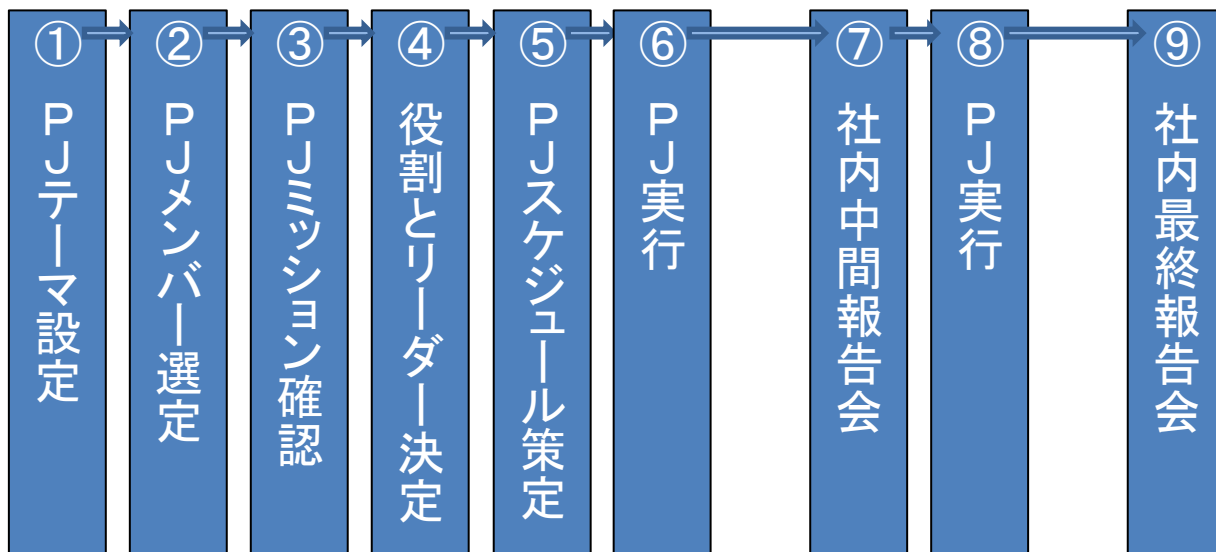 ①
PJテーマ設定
②
PJメンバー選定
③
PJミッション確認
④
役割とリーダー決定
⑤
PJスケジュール策定
⑥
PJ実行
⑦
社内中間報告会
⑧
PJ実行
⑨
社内最終報告会